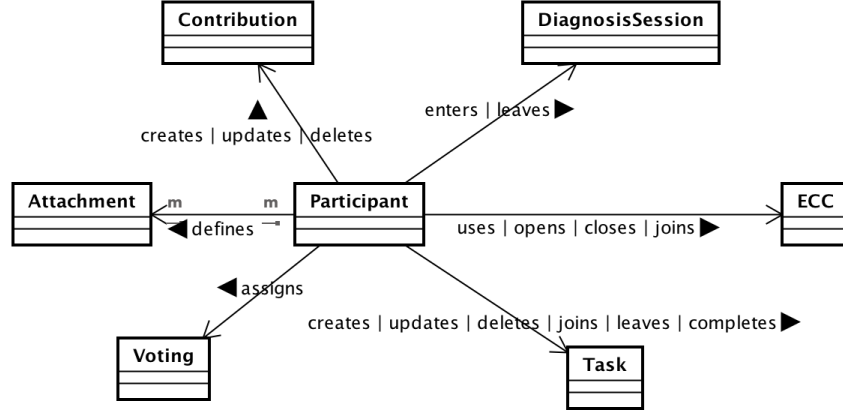 Contribution
DiagnosisSession
enters | leaves
creates | updates | deletes
Attachment
m
m
Participant
ECC
defines
uses | opens | closes | joins
assigns
creates | updates | deletes | joins | leaves | completes
Voting
Task